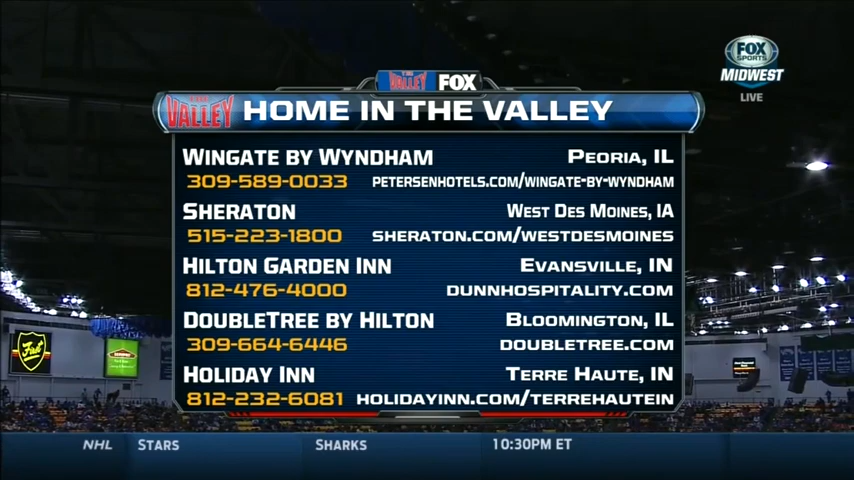 FOX SPORTS
MIDWEST
LIVE
THE VALLEY FOX
THE VALLEY HOME IN THE VALLEY
WINGATE BY WYNDHAM PEORIA, IL
309-589-0033 PETERSENHOTELS.COM/WINGATE-BY-WYNDHAM
SHERATON WEST DES MOINES, IA
515-223-1800 SHERATON.COM/WESTDESMOINES
HILTON GARDEN INN EVANSVILLE, IN
812-476-4000 DUNNHOSPITALITY.COM
DOUBLETREE BY HILTON BLOOMINGTON, IL
309-664-6446 DOUBLETREE.COM
HOLIDAY INN TERRE HAUTE, IN
812-232-6081 HOLIDAYINN.COM/TERREHAUTEIN
First
NHL STARS SHARKS 10:30PM ET